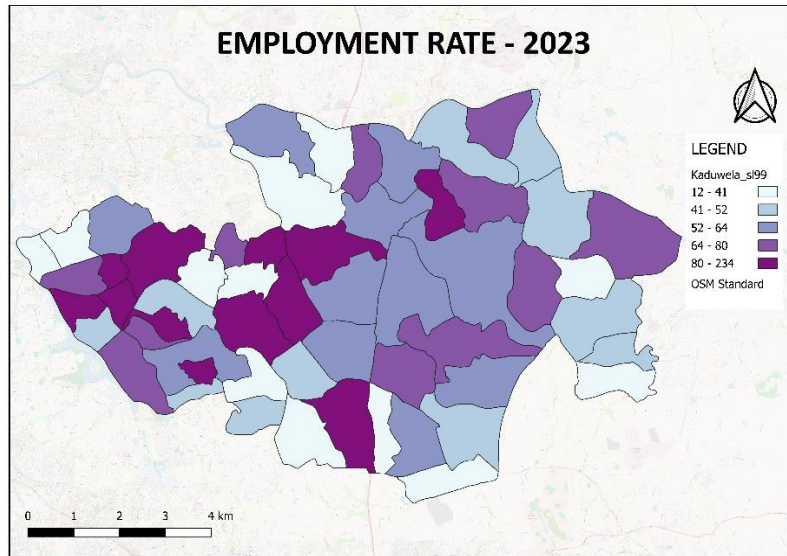 EMPLOYMENT RATE - 2023
LEGEND
Kaduwela_sl99
12 - 41
41 - 52
52 - 64
64 - 80
80 - 234
OSM Standard
0 1 2 3 4 km